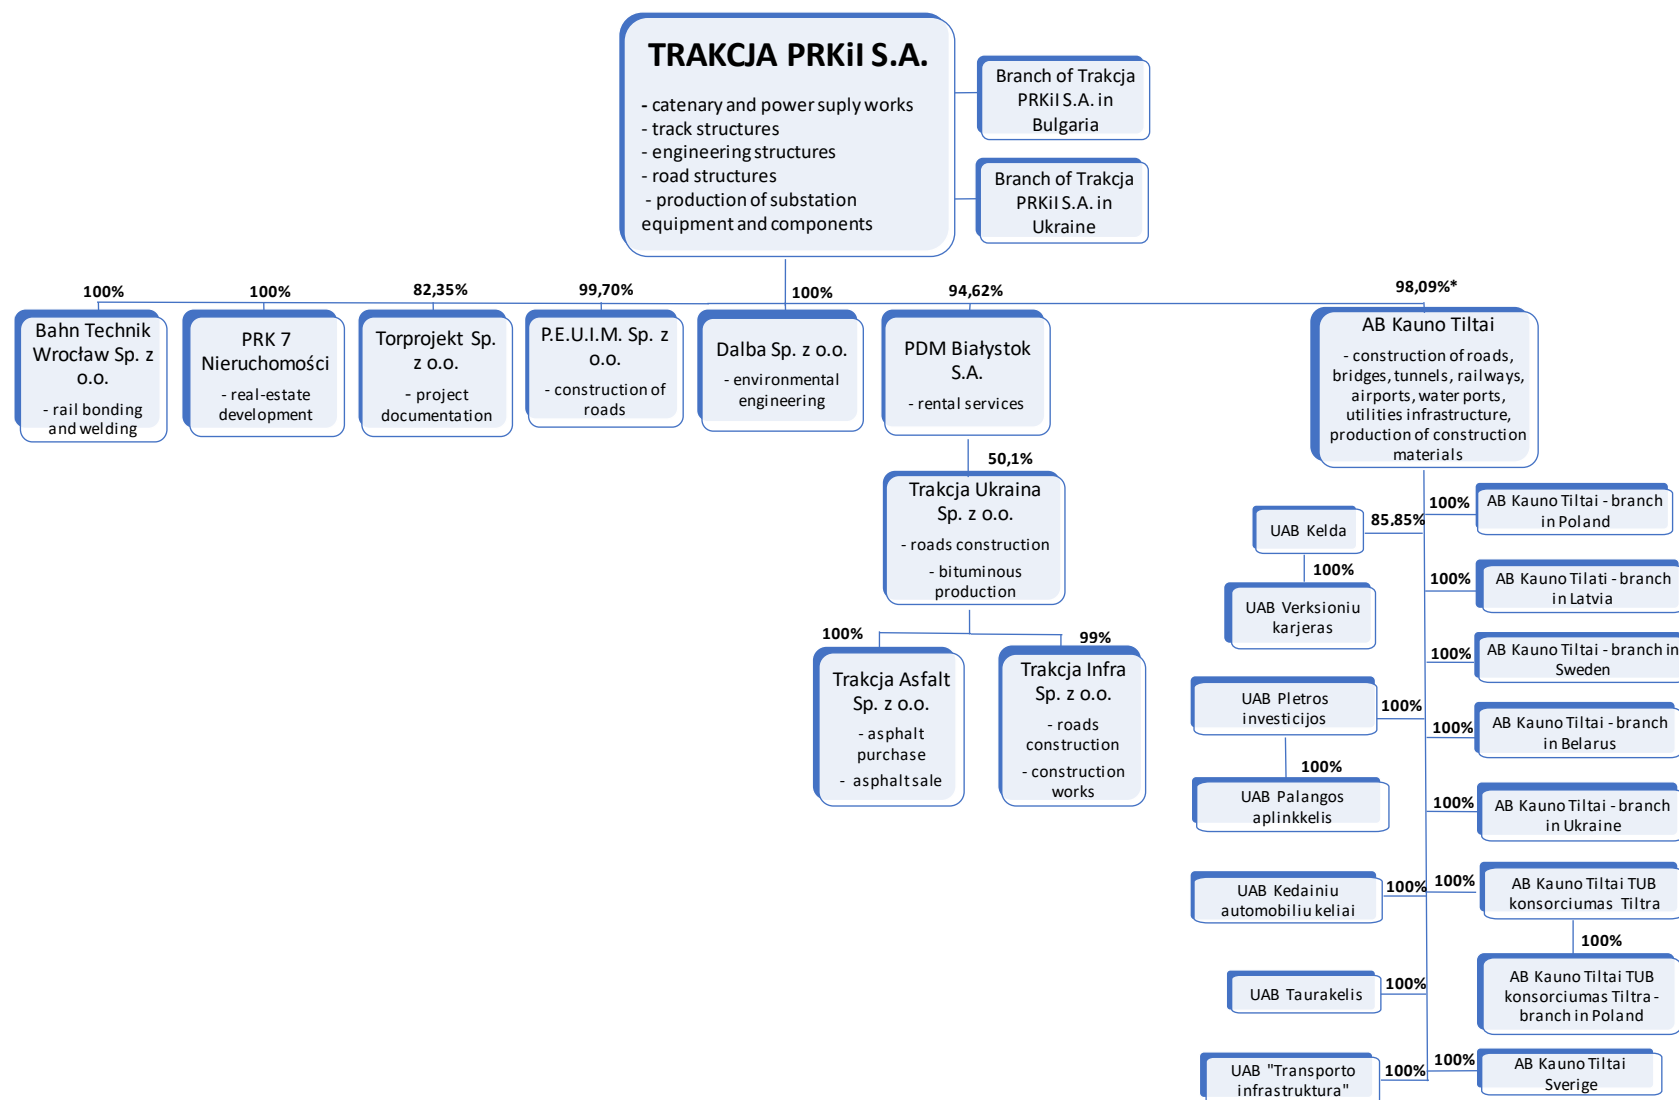 TRAKCJA PRKiI S.A.
- catenary and power suply works
- track structures
- engineering structures
- road structures
- production of substation
equipment and components
Branch of Trakcja
PRKiI S.A. in
Bulgaria
Branch of Trakcja
PRKiI S.A. in
Ukraine
100%
Bahn Technik
Wrocław Sp. z
o.o.
- rail bonding
and welding
100%
PRK 7
Nieruchomości
- real-estate
development
82,35%
Torprojekt Sp.
z o.o.
- project
documentation
99,70%
P.E.U.I.M. Sp. z
o.o.
- construction of
roads
100%
Dalba Sp. z o.o.
- environmental
engineering
94,62%
PDM Białystok
S.A.
- rental services
98,09%*
AB Kauno Tiltai
- construction of roads,
bridges, tunnels, railways,
airports, water ports,
utilities infrastructure,
production of construction
materials
50,1%
Trakcja Ukraina
Sp. z o.o.
- roads construction
- bituminous
production
100%
Trakcja Asfalt
Sp. z o.o.
- asphalt
purchase
- asphalt sale
99%
Trakcja Infra
Sp. z o.o.
- roads
construction
- construction
works
85,85%
UAB Kelda
100%
UAB Verksioniu
karjeras
100%
UAB Pletros
investicijos
100%
UAB Palangos
aplinkkelis
100%
UAB Kedainiu
automobiliu keliai
100%
UAB Taurakelis
100%
UAB "Transporto
infrastruktura"
100%
AB Kauno Tiltai - branch
in Poland
100%
AB Kauno Tilati - branch
in Latvia
100%
AB Kauno Tiltai - branch in
Sweden
100%
AB Kauno Tiltai - branch
in Belarus
100%
AB Kauno Tiltai - branch
in Ukraine
100%
AB Kauno Tiltai TUB
konsorciumas Tiltra
100%
AB Kauno Tiltai TUB
konsorciumas Tiltra -
branch in Poland
100%
AB Kauno Tiltai
Sverige